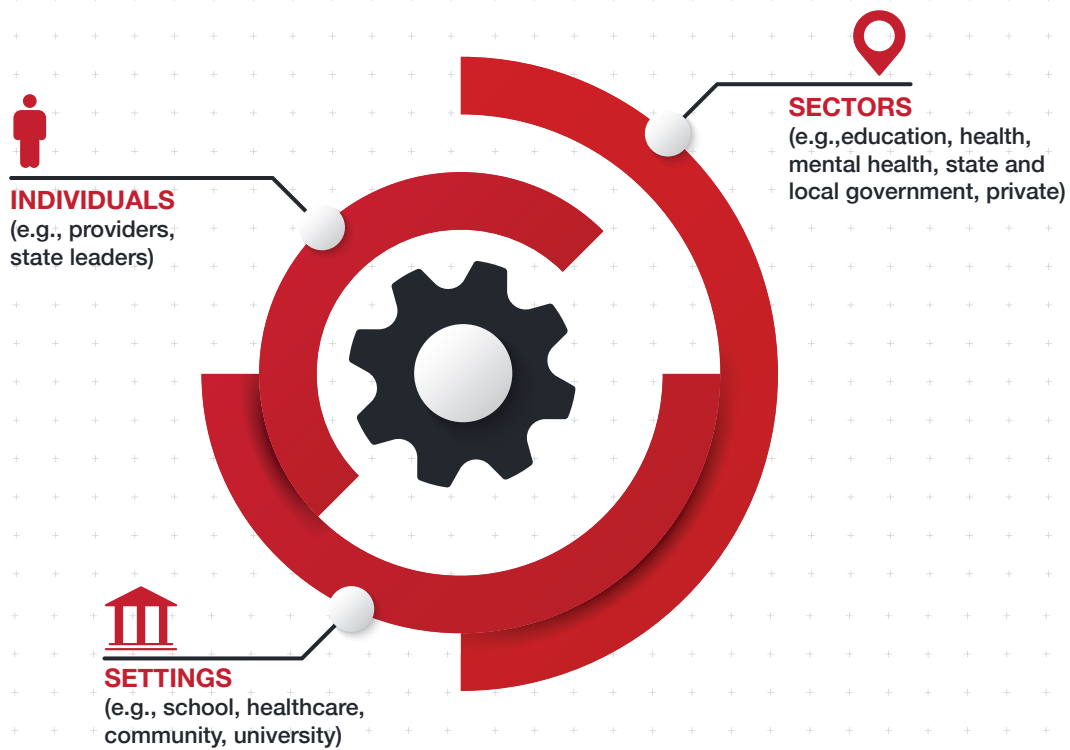 SECTORS
(e.g.,education, health,
mental health, state and
local government, private)
INDIVIDUALS
(e.g., providers,
state leaders)
SETTINGS
(e.g., school, healthcare,
community, university)